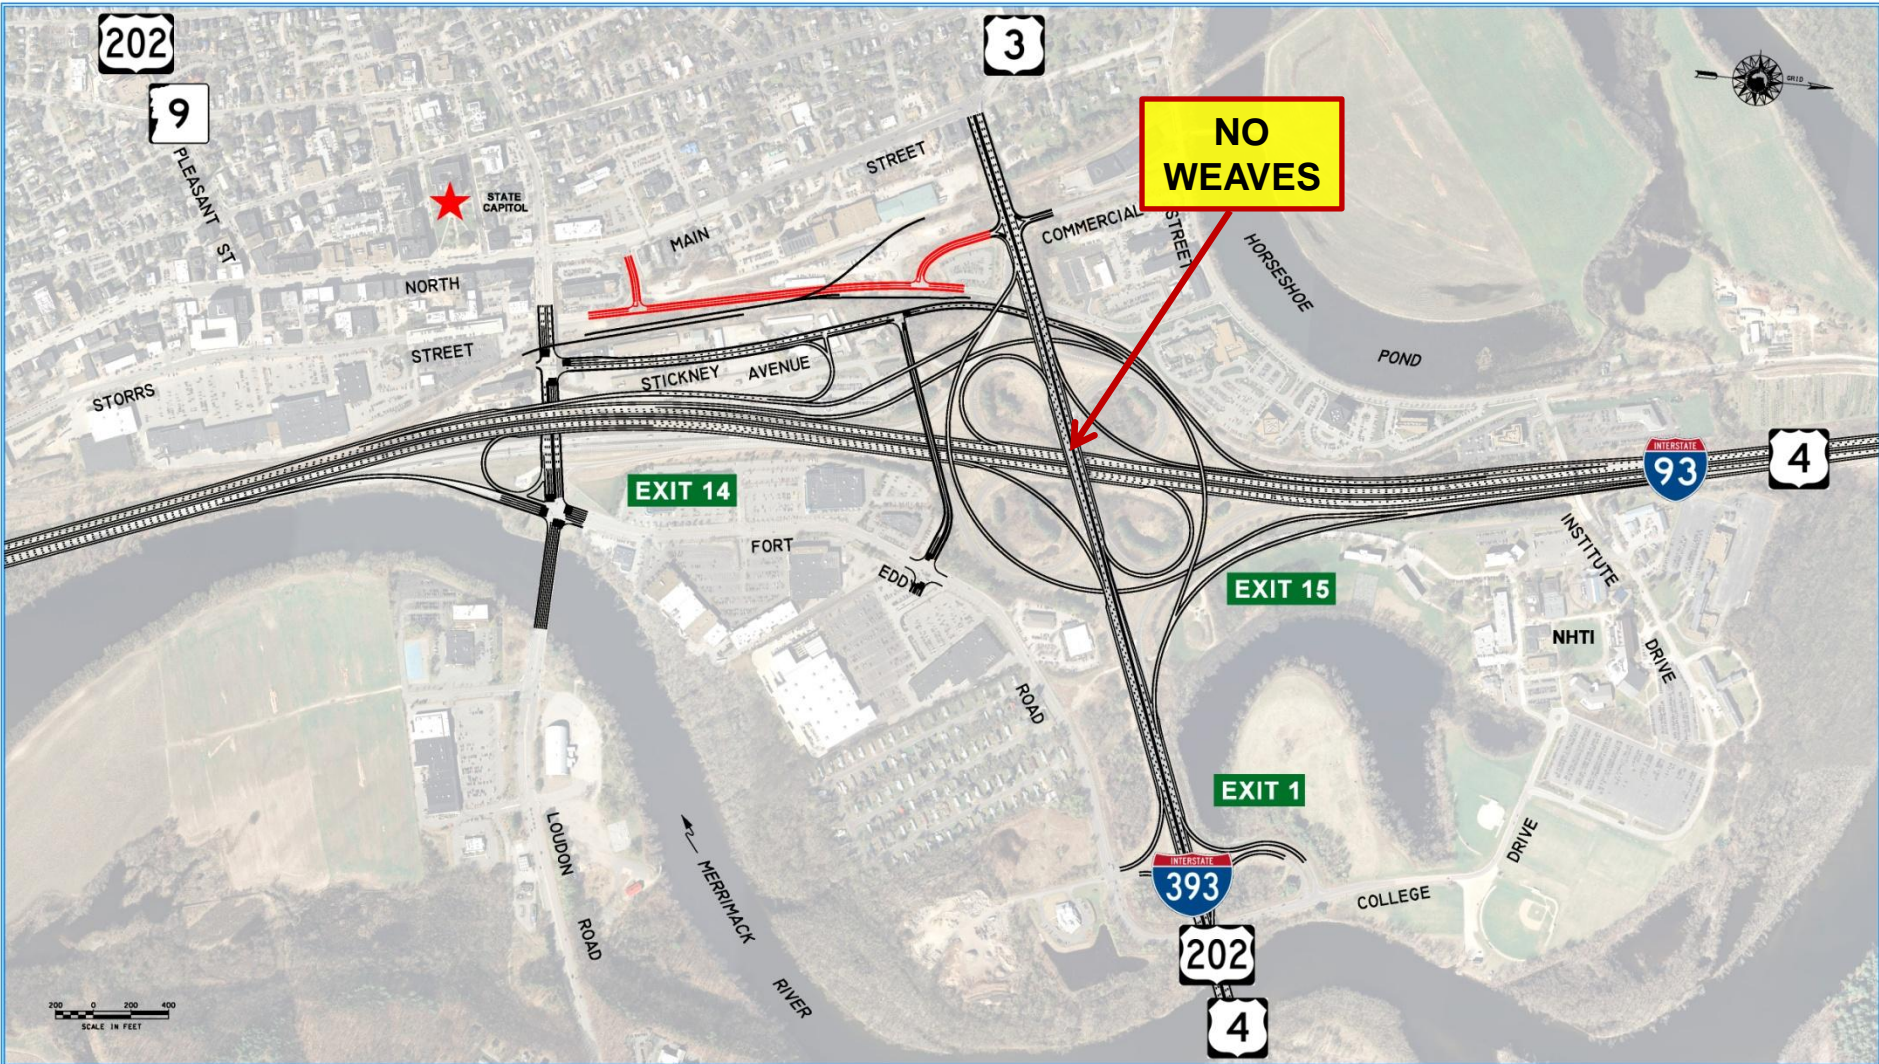 202
9
PLEASANT ST
STATE
CAPITOL
3
NO
WEAVES
GRID
MAIN
STREET
COMMERCIAL
STREET
HORSESHOE
POND
NORTH
STREET
STORRS
STICKNEY AVENUE
EXIT 14
FORT
EDDY
ROAD
INTERSTATE
93
4
EXIT 15
INSTITUTE
DRIVE
NHTI
EXIT 1
INTERSTATE
393
202
4
COLLEGE
DRIVE
LOUDON
ROAD
MERRIMACK
RIVER
200 0 200 400
SCALE IN FEET